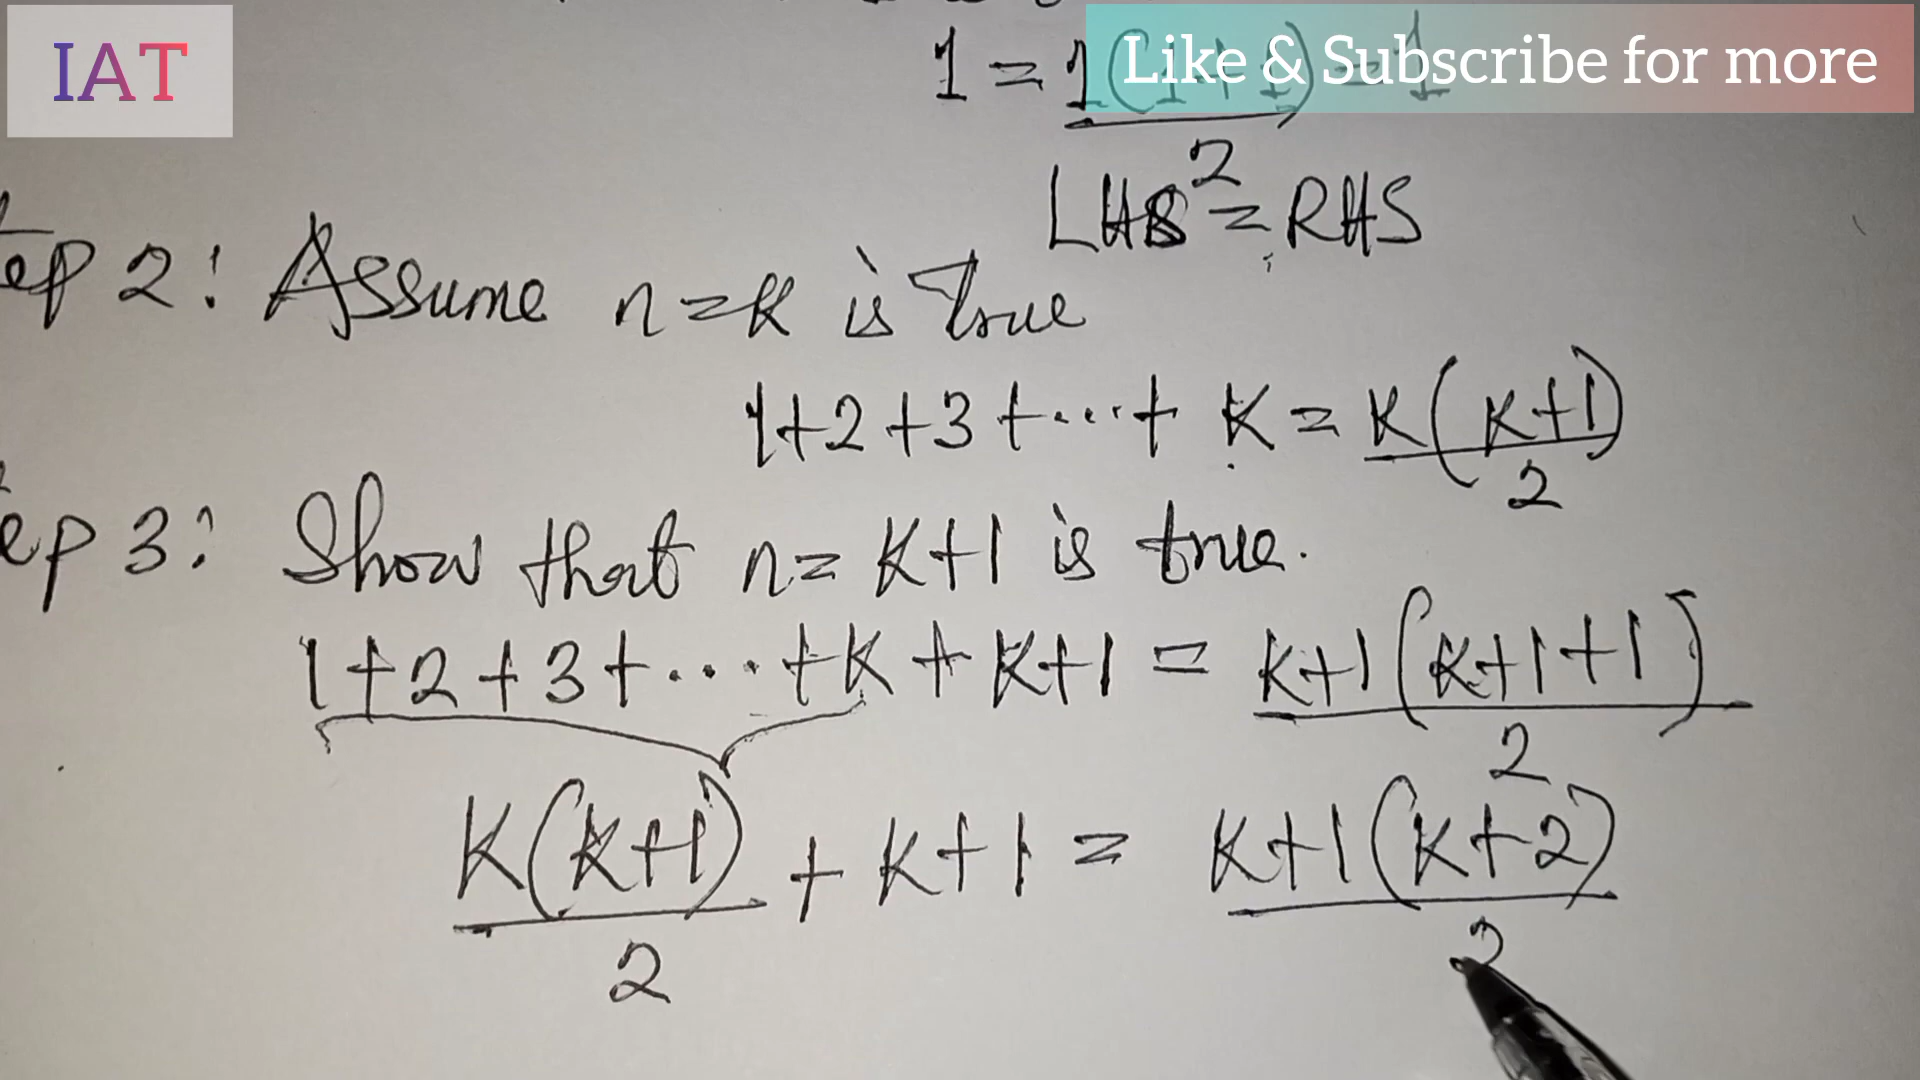 IAT
Like & Subscribe for more
1 = 1(1+1) = 1
2
LHS = RHS
tep 2: Assume n=k is true
1+2+3+...+ K = K(K+1)
2
ep 3: Show that n= K+1 is true.
1+2+3+...+K+K+1 = K+1(K+1+1)
2
K(K+1) + K+1 = K+1(K+2)
2 2